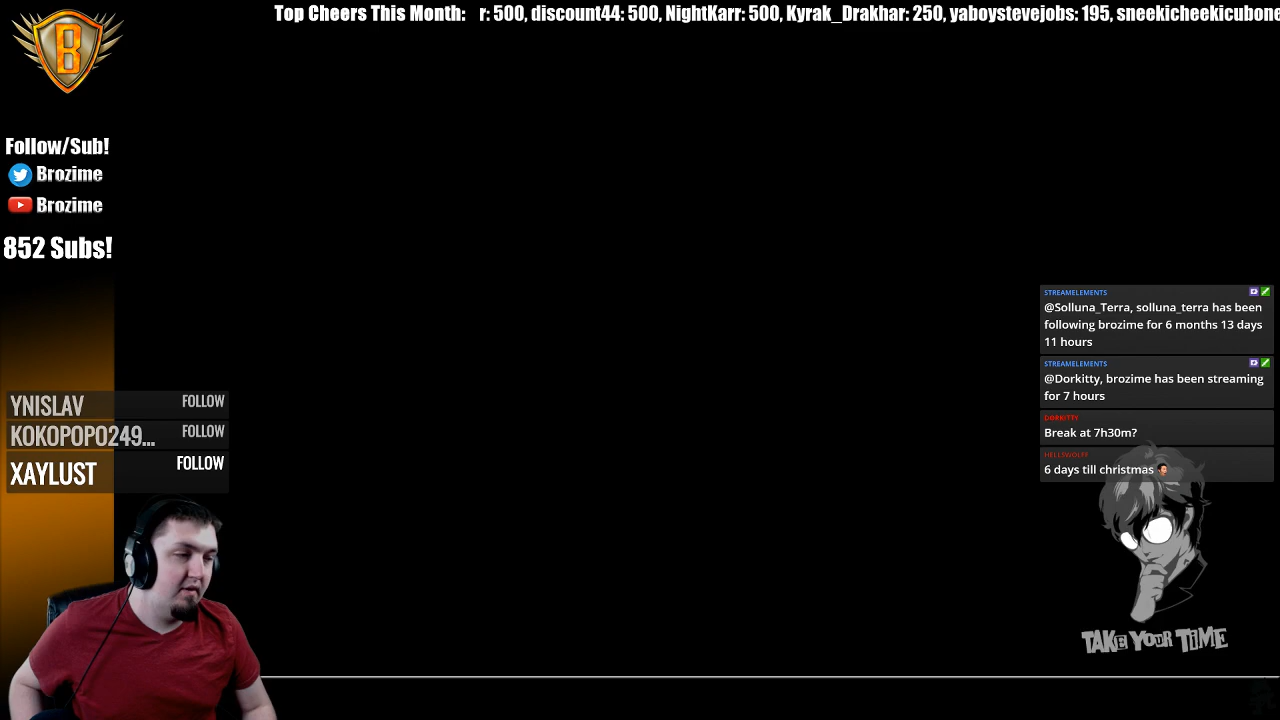 Top Cheers This Month: r: 500, discount44: 500, NightKarr: 500, Kyrak_Drakhar: 250, yaboystevejobs: 195, sneekicheekicubone
B
Follow/Sub!
Brozime
Brozime
852 Subs!
STREAMELEMENTS
@Solluna_Terra, solluna_terra has been
following brozime for 6 months 13 days
11 hours
STREAMELEMENTS
@Dorkitty, brozime has been streaming
for 7 hours
DORKITTY
Break at 7h30m?
HELLSWOLFF
6 days till christmas
YNISLAV FOLLOW
KOKOPOPO249... FOLLOW
XAYLUST FOLLOW
TAKE YOUR TIME